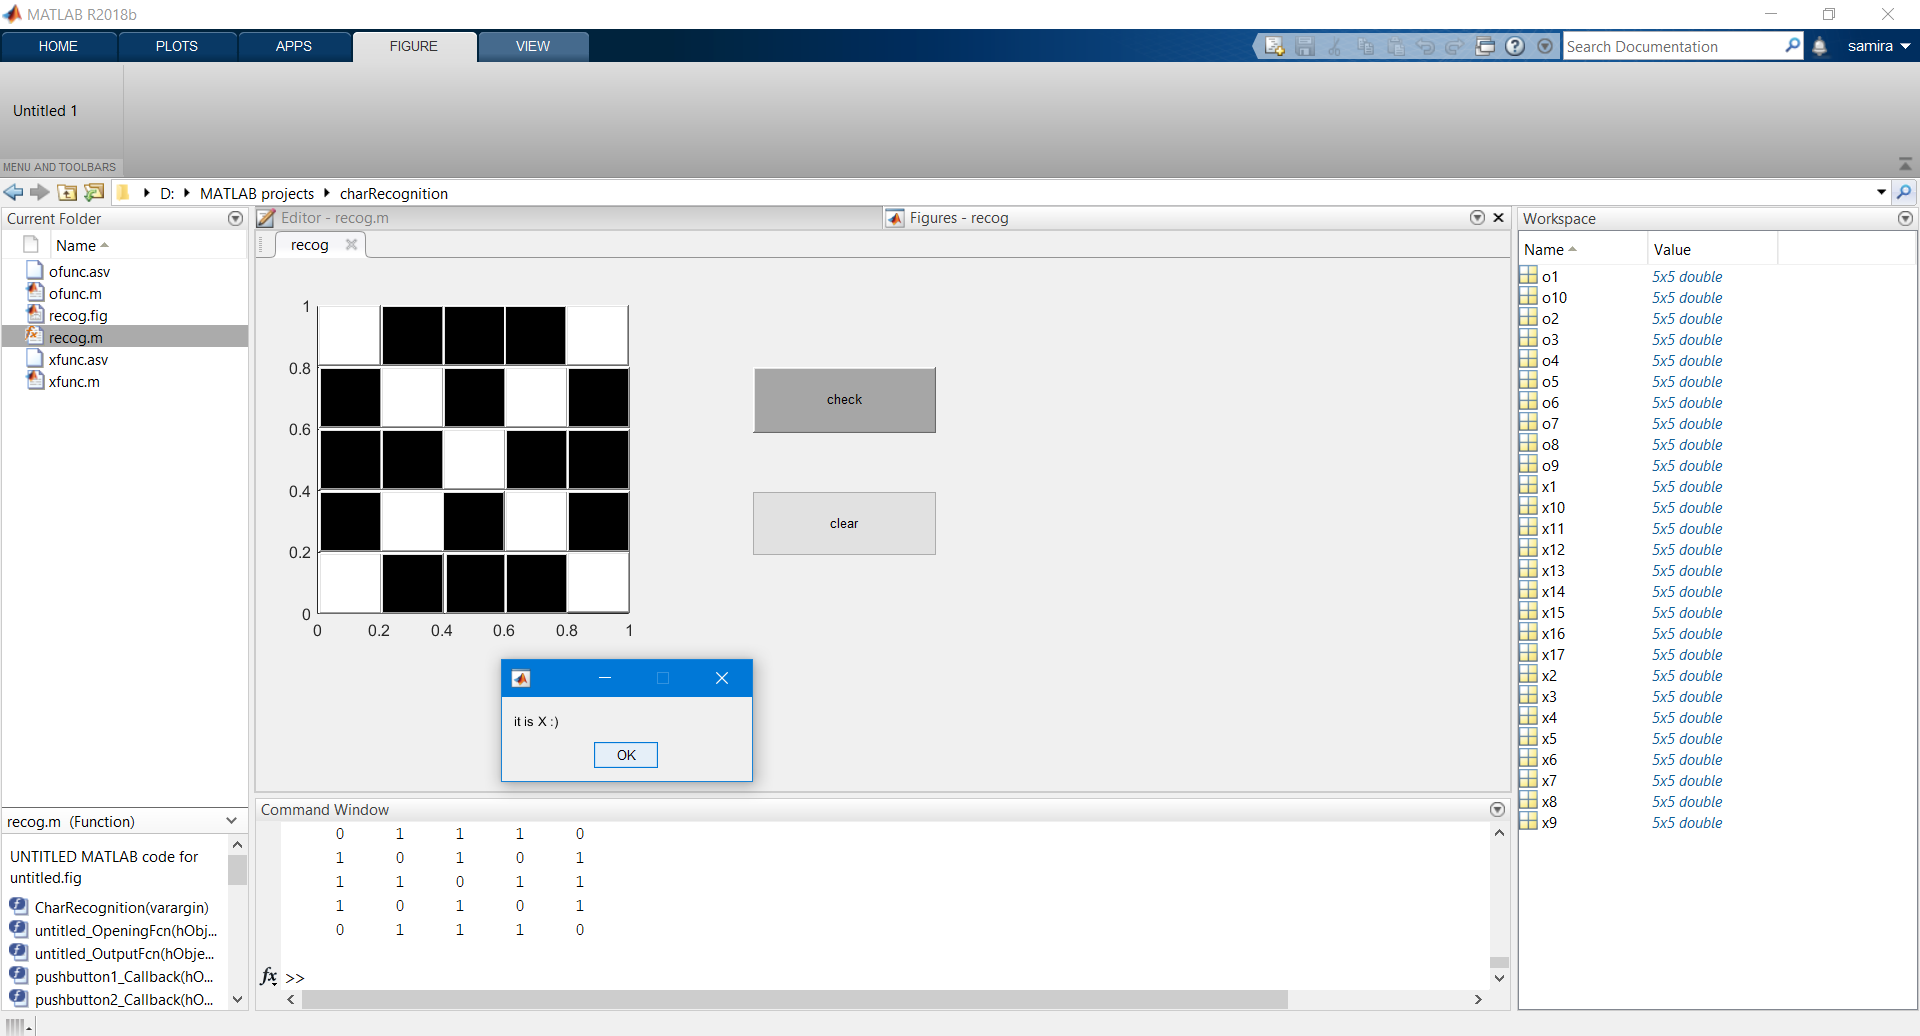 MATLAB R2018b
HOME
PLOTS
APPS
FIGURE
VIEW
Search Documentation
samira
Untitled 1
MENU AND TOOLBARS
D:
MATLAB projects
charRecognition
Current Folder
Name
ofunc.asv
ofunc.m
recog.fig
recog.m
xfunc.asv
xfunc.m
recog.m (Function)
UNTITLED MATLAB code for
untitled.fig
CharRecognition(varargin)
untitled_OpeningFcn(hObj...
untitled_OutputFcn(hObje...
pushbutton1_Callback(hO...
pushbutton2_Callback(hO...
Editor - recog.m
Figures - recog
recog
1
0.8
0.6
0.4
0.2
0
0 0.2 0.4 0.6 0.8 1
check
clear
it is X :)
OK
Command Window
0 1 1 1 0
1 0 1 0 1
1 1 0 1 1
1 0 1 0 1
0 1 1 1 0
fx >>
Workspace
Name Value
o1 5x5 double
o10 5x5 double
o2 5x5 double
o3 5x5 double
o4 5x5 double
o5 5x5 double
o6 5x5 double
o7 5x5 double
o8 5x5 double
o9 5x5 double
x1 5x5 double
x10 5x5 double
x11 5x5 double
x12 5x5 double
x13 5x5 double
x14 5x5 double
x15 5x5 double
x16 5x5 double
x17 5x5 double
x2 5x5 double
x3 5x5 double
x4 5x5 double
x5 5x5 double
x6 5x5 double
x7 5x5 double
x8 5x5 double
x9 5x5 double